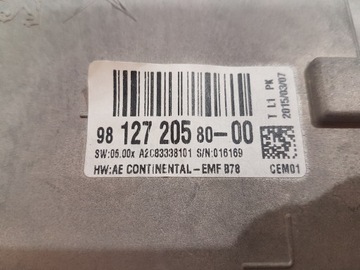 T L1 PK
2015/03/07
98 127 205 80-00
SW:05.00x A2C83338101 S/N:016169
HW:AE CONTINENTAL-EMF B78 CEM01